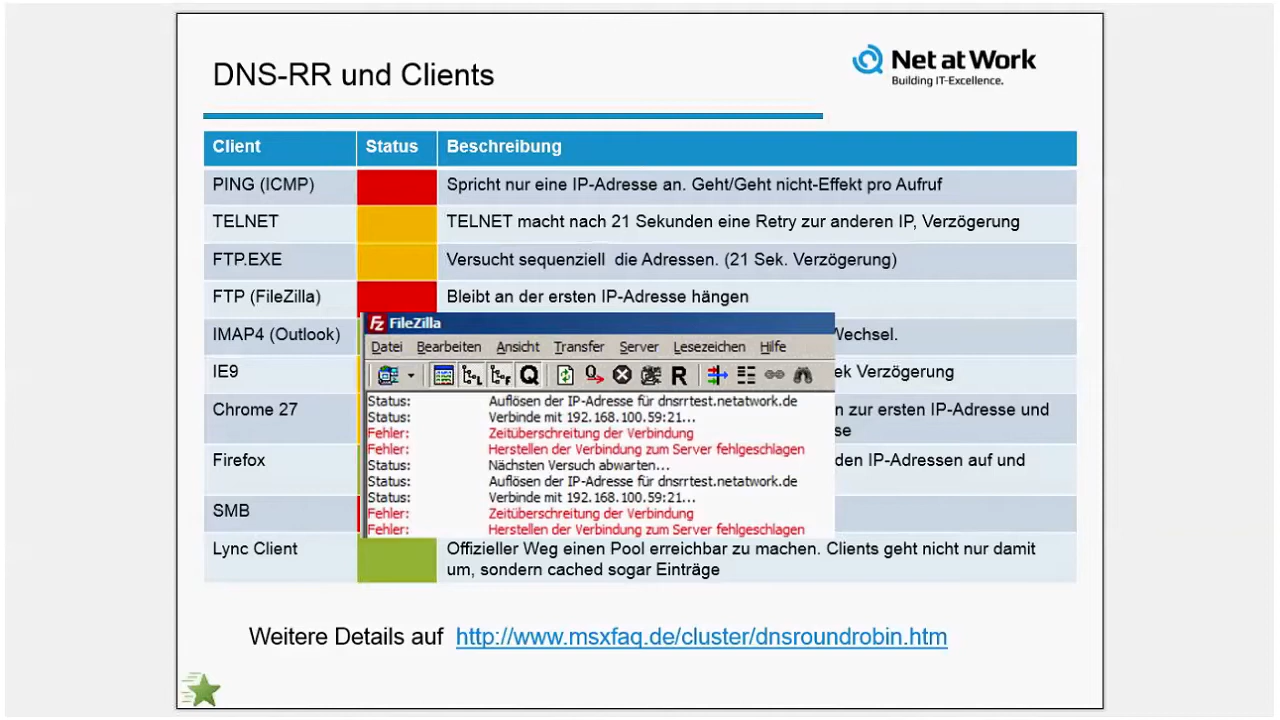 DNS-RR und Clients
Net at Work
Building IT-Excellence.
Client Status Beschreibung
PING (ICMP) Spricht nur eine IP-Adresse an. Geht/Geht nicht-Effekt pro Aufruf
TELNET TELNET macht nach 21 Sekunden eine Retry zur anderen IP, Verzögerung
FTP.EXE Versucht sequenziell die Adressen. (21 Sek. Verzögerung)
FTP (FileZilla) Bleibt an der ersten IP-Adresse hängen
IMAP4 (Outlook) Wechsel.
IE9 ek Verzögerung
Chrome 27 n zur ersten IP-Adresse und
se
Firefox den IP-Adressen auf und
SMB
Lync Client Offizieller Weg einen Pool erreichbar zu machen. Clients geht nicht nur damit
um, sondern cached sogar Einträge
FileZilla
Datei Bearbeiten Ansicht Transfer Server Lesezeichen Hilfe
Status: Auflösen der IP-Adresse für dnsrrtest.netatwork.de
Status: Verbinde mit 192.168.100.59:21...
Fehler: Zeitüberschreitung der Verbindung
Fehler: Herstellen der Verbindung zum Server fehlgeschlagen
Status: Nächsten Versuch abwarten...
Status: Auflösen der IP-Adresse für dnsrrtest.netatwork.de
Status: Verbinde mit 192.168.100.59:21...
Fehler: Zeitüberschreitung der Verbindung
Fehler: Herstellen der Verbindung zum Server fehlgeschlagen
Weitere Details auf http://www.msxfaq.de/cluster/dnsroundrobin.htm